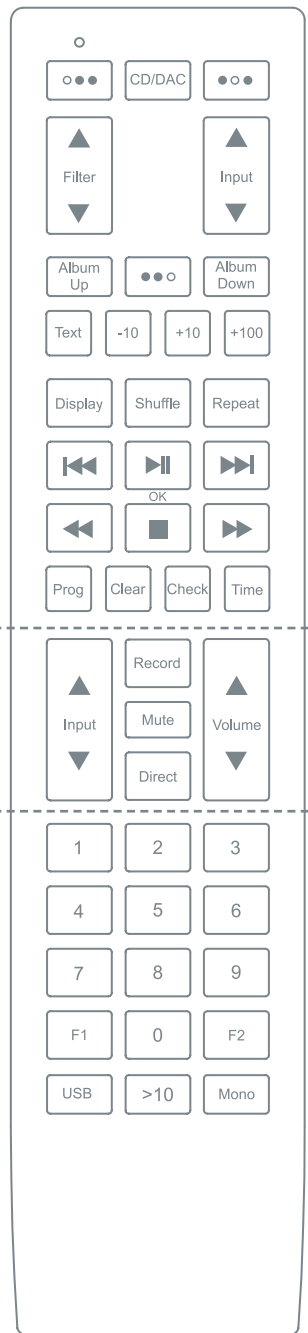 CD/DAC
Filter Input
Album Up Album Down
Text -10 +10 +100
Display Shuffle Repeat
OK
Prog Clear Check Time
Record
Input Mute Volume
Direct
1 2 3
4 5 6
7 8 9
F1 0 F2
USB >10 Mono